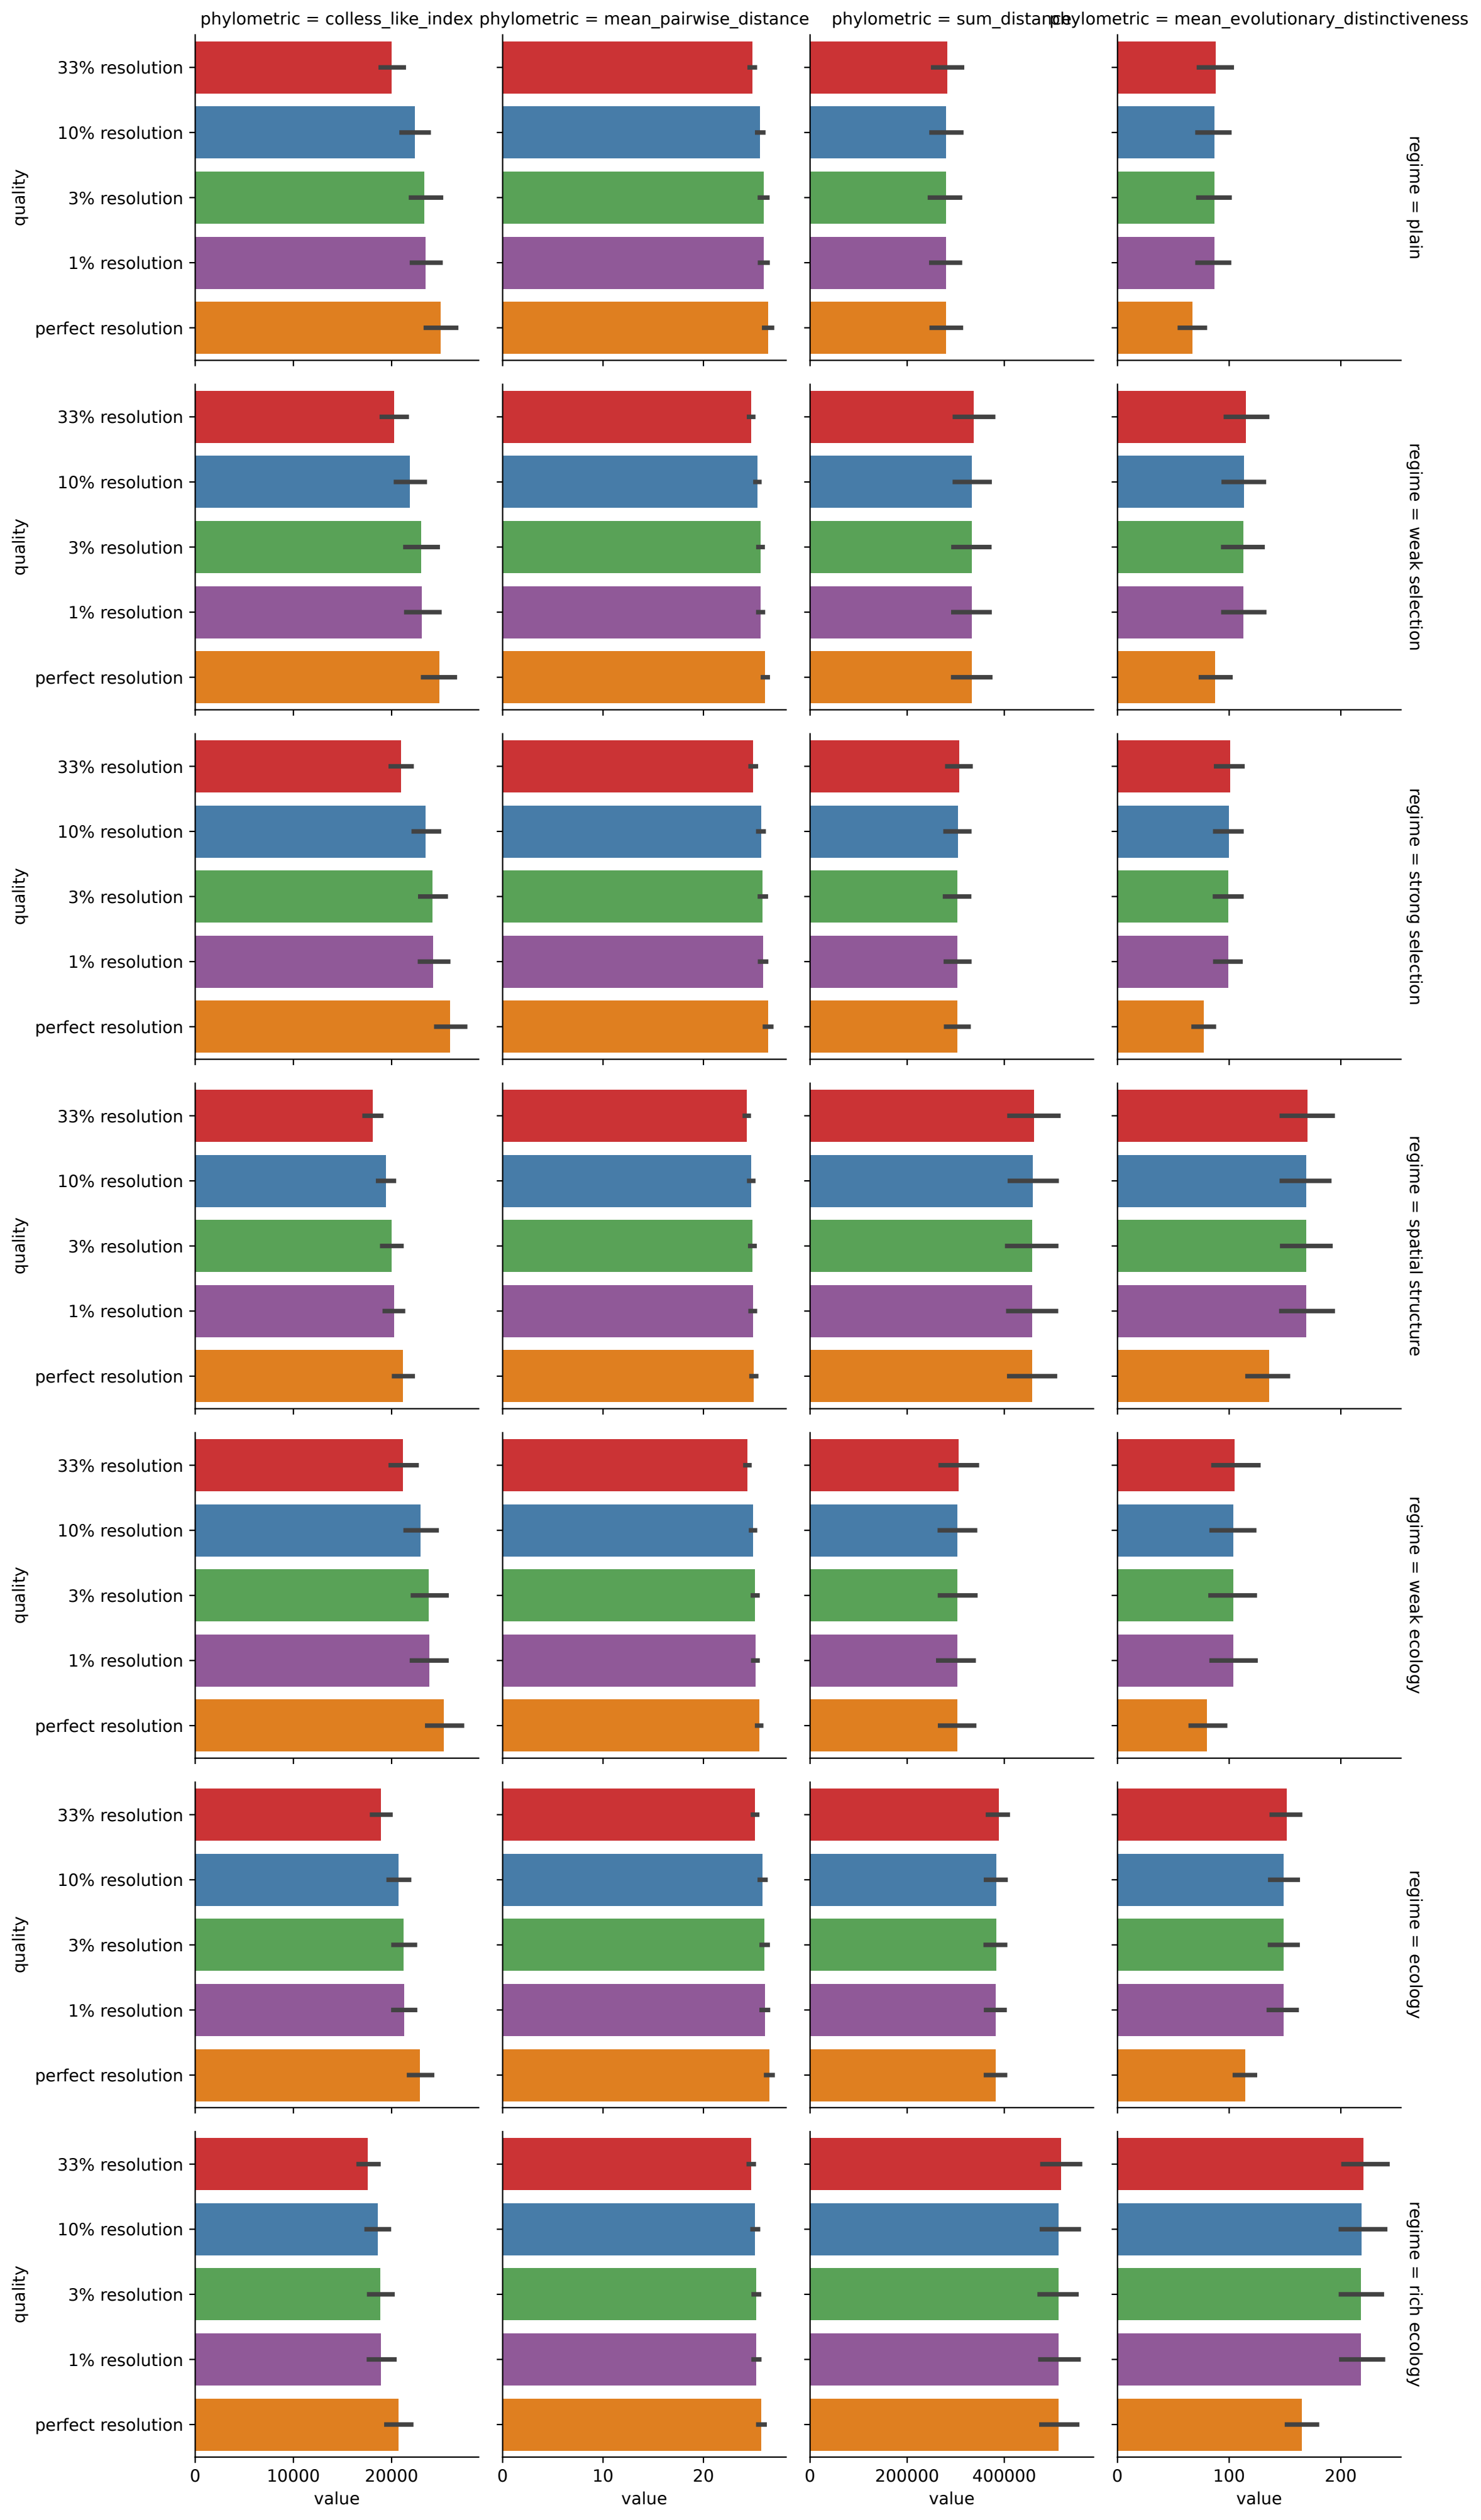 phylometric = colless_like_index
phylometric = mean_pairwise_distance
phylometric = sum_distance
phylometric = mean_evolutionary_distinctiveness
quality
33% resolution
10% resolution
3% resolution
1% resolution
perfect resolution
regime = plain
quality
33% resolution
10% resolution
3% resolution
1% resolution
perfect resolution
regime = weak selection
quality
33% resolution
10% resolution
3% resolution
1% resolution
perfect resolution
regime = strong selection
quality
33% resolution
10% resolution
3% resolution
1% resolution
perfect resolution
regime = spatial structure
quality
33% resolution
10% resolution
3% resolution
1% resolution
perfect resolution
regime = weak ecology
quality
33% resolution
10% resolution
3% resolution
1% resolution
perfect resolution
regime = ecology
quality
33% resolution
10% resolution
3% resolution
1% resolution
perfect resolution
regime = rich ecology
0 10000 20000
0 10 20
0 200000 400000
0 100 200
value
value
value
value